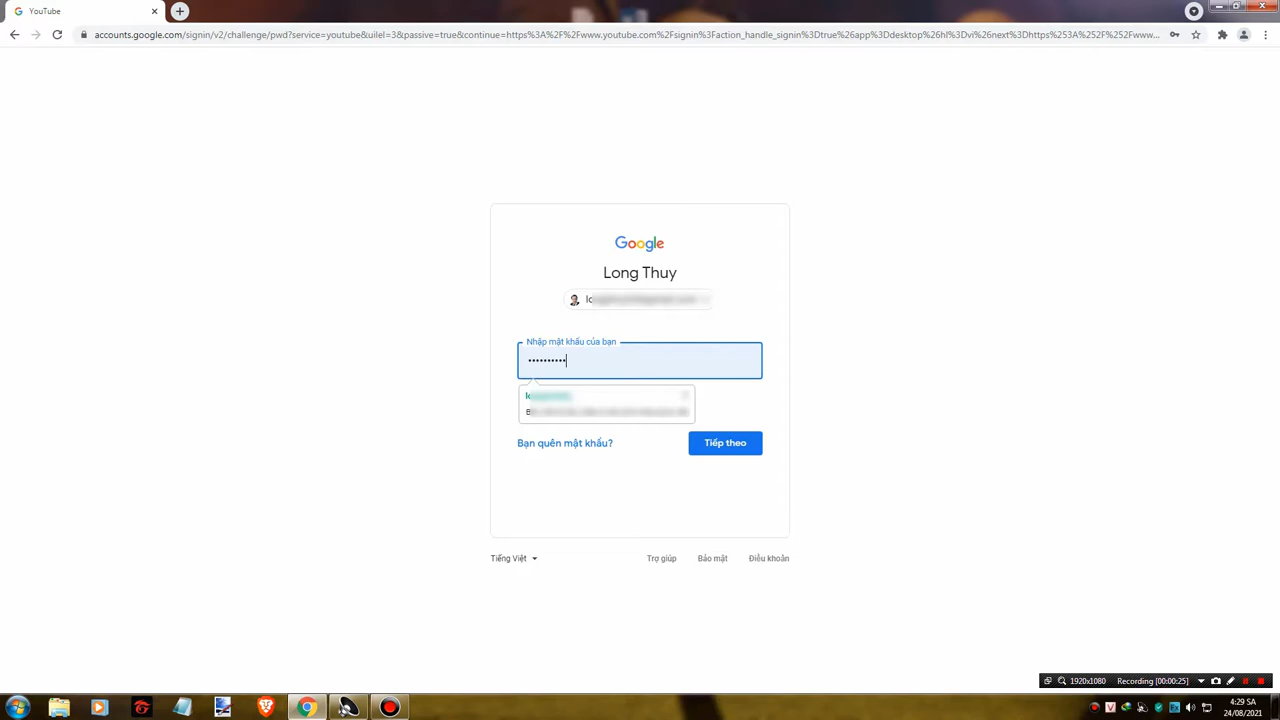 YouTube
accounts.google.com/signin/v2/challenge/pwd?service=youtube&uilel=3&passive=true&continue=https%3A%2F%2Fwww.youtube.com%2Fsignin%3Faction_handle_signin%3Dtrue%26app%3Ddesktop%26hl%3Dvi%26next%3Dhttps%253A%252F%252Fwww...
Google
Long Thuy
Nhập mật khẩu của bạn
Bạn quên mật khẩu?
Tiếp theo
Tiếng Việt
Trợ giúp
Bảo mật
Điều khoản
1920x1080
Recording [00:00:25]
4:29 SA
24/08/2021